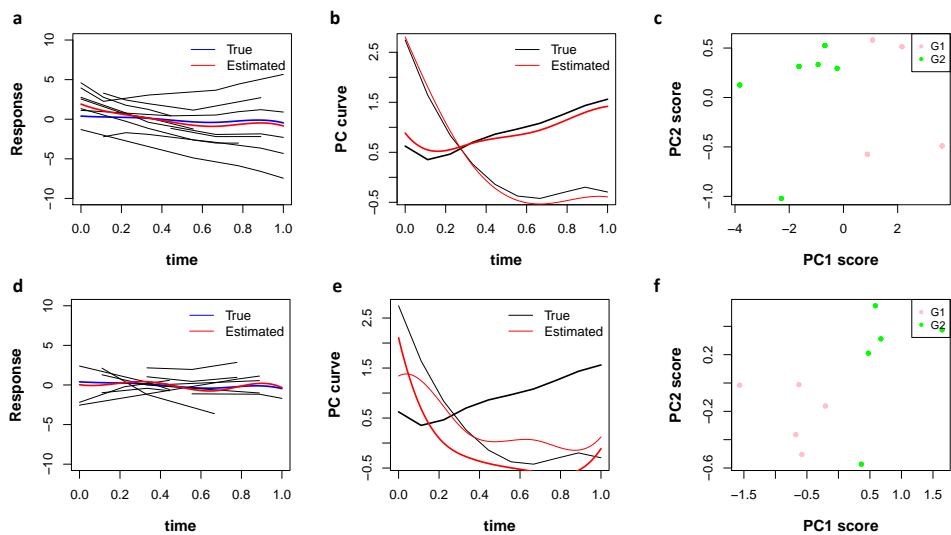 a
Response
10
5
0
−5
−10
True
Estimated
0.0 0.2 0.4 0.6 0.8 1.0
time
b
PC curve
2.5
1.5
0.5
−0.5
True
Estimated
0.0 0.2 0.4 0.6 0.8 1.0
time
c
PC2 score
0.5
0.0
−0.5
−1.0
G1
G2
−4 −2 0 2
PC1 score
d
Response
10
5
0
−5
−10
True
Estimated
0.0 0.2 0.4 0.6 0.8 1.0
time
e
PC curve
2.5
1.5
0.5
−0.5
True
Estimated
0.0 0.2 0.4 0.6 0.8 1.0
time
f
PC2 score
0.2
−0.2
−0.6
G1
G2
−1.5 −0.5 0.5 1.5
PC1 score